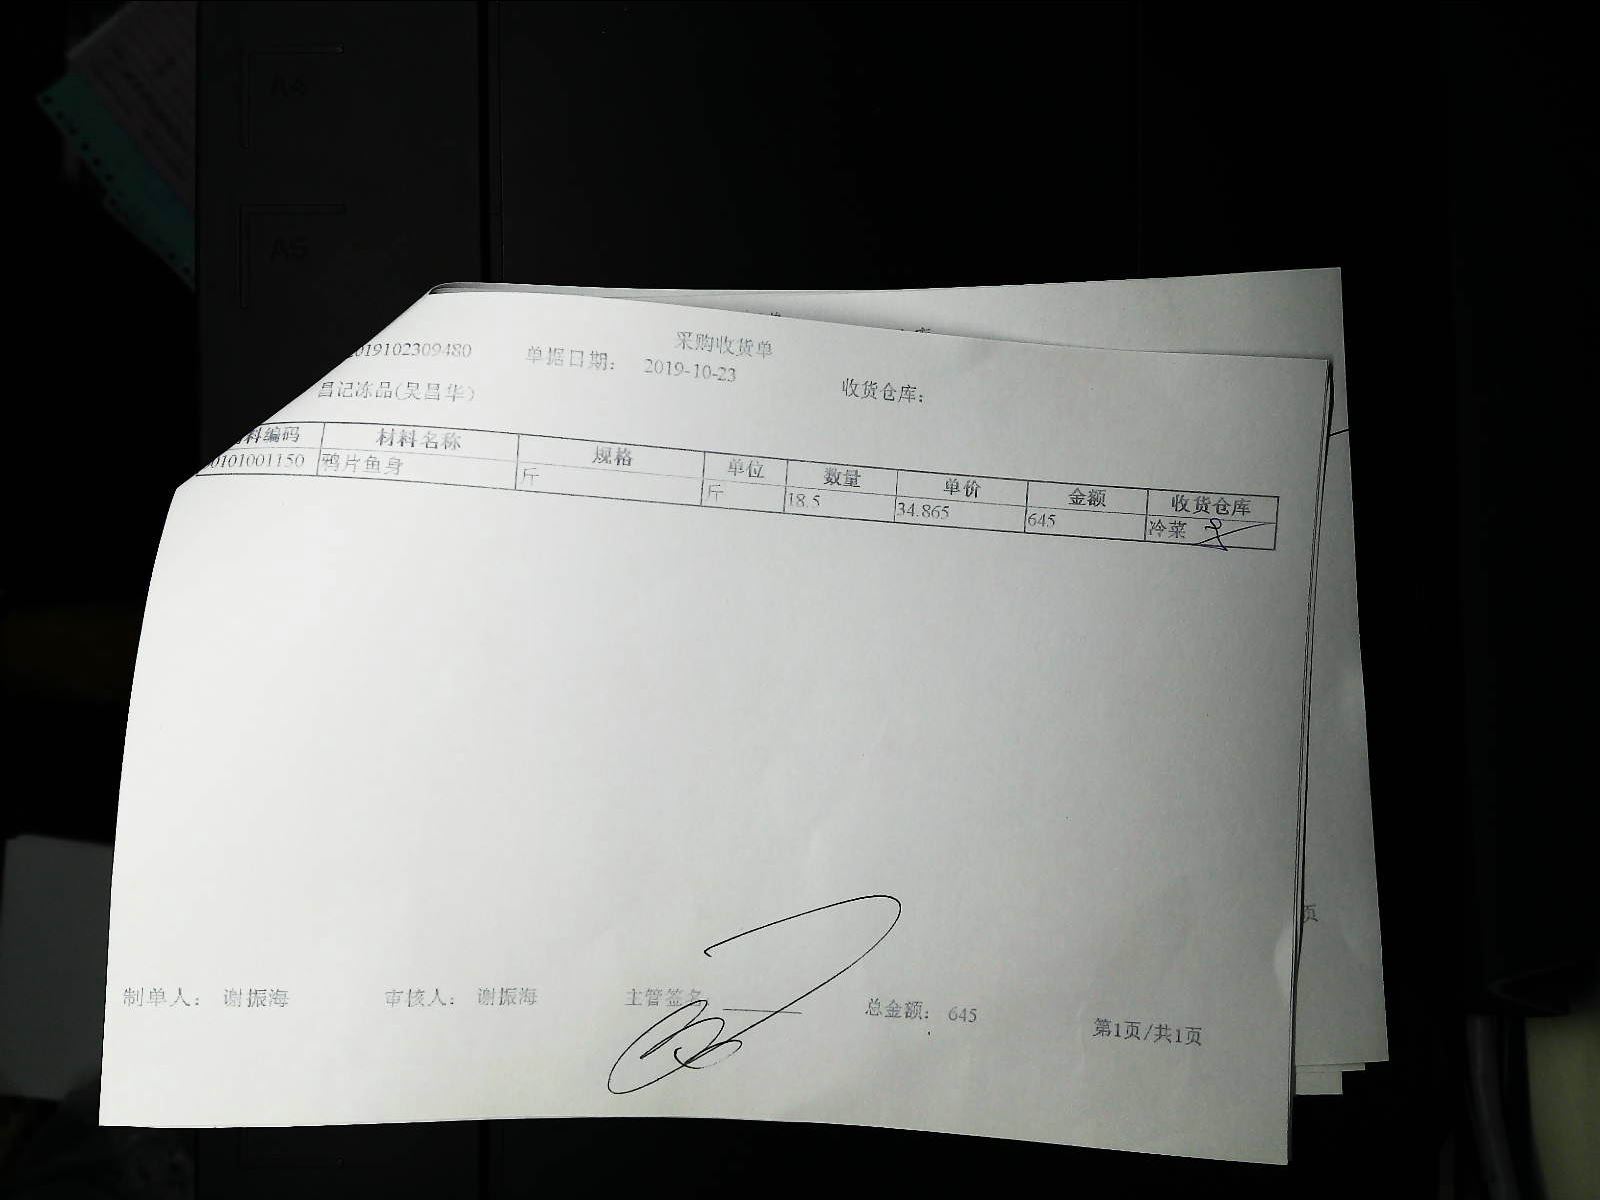 A4
A5
采购收货单
019102309480 单据日期: 2019-10-23 收货仓库:
昌记冻品(吴昌华)
料编码 材料名称 规格 单位 数量 单价 金额 收货仓库
0101001150 鸦片鱼身 斤 斤 18.5 34.865 645 冷菜
制单人: 谢振海 审核人: 谢振海 主管签名 总金额: 645 第1页/共1页
页